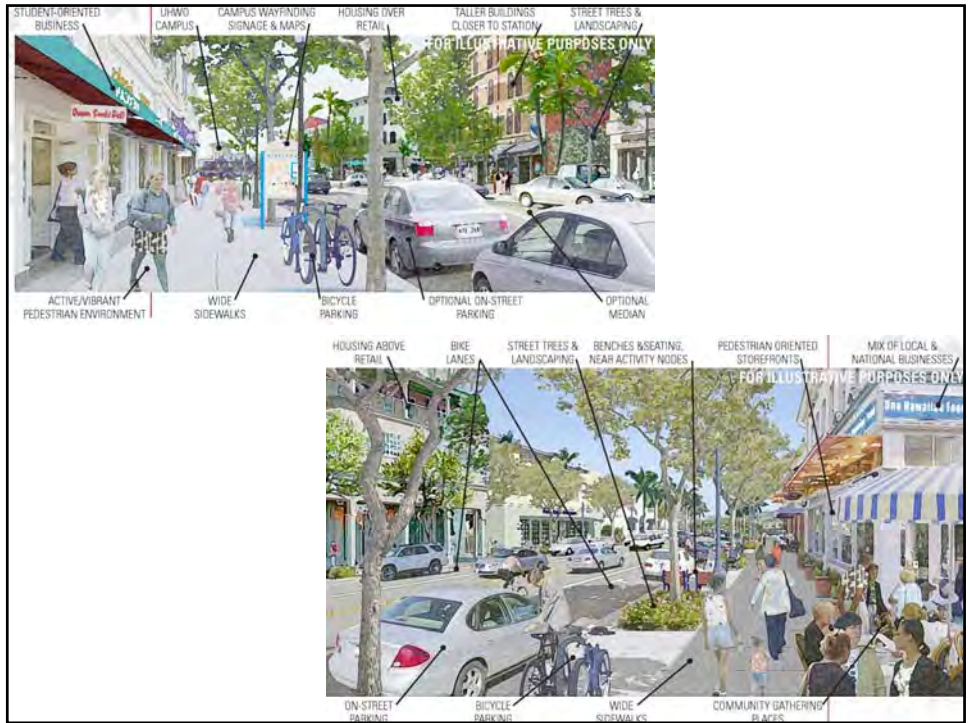 STUDENT-ORIENTED BUSINESS
UHWO CAMPUS
CAMPUS WAYFINDING SIGNAGE & MAPS
HOUSING OVER RETAIL
TALLER BUILDINGS CLOSER TO STATION
STREET TREES & LANDSCAPING
FOR ILLUSTRATIVE PURPOSES ONLY
ACTIVE/VIBRANT PEDESTRIAN ENVIRONMENT
WIDE SIDEWALKS
BICYCLE PARKING
OPTIONAL ON-STREET PARKING
OPTIONAL MEDIAN
HOUSING ABOVE RETAIL
BIKE LANES
STREET TREES & LANDSCAPING
BENCHES &SEATING, NEAR ACTIVITY NODES
PEDESTRIAN ORIENTED STOREFRONTS
MIX OF LOCAL & NATIONAL BUSINESSES
FOR ILLUSTRATIVE PURPOSES ONLY
ON-STREET PARKING
BICYCLE PARKING
WIDE SIDEWALKS
COMMUNITY GATHERING PLACES